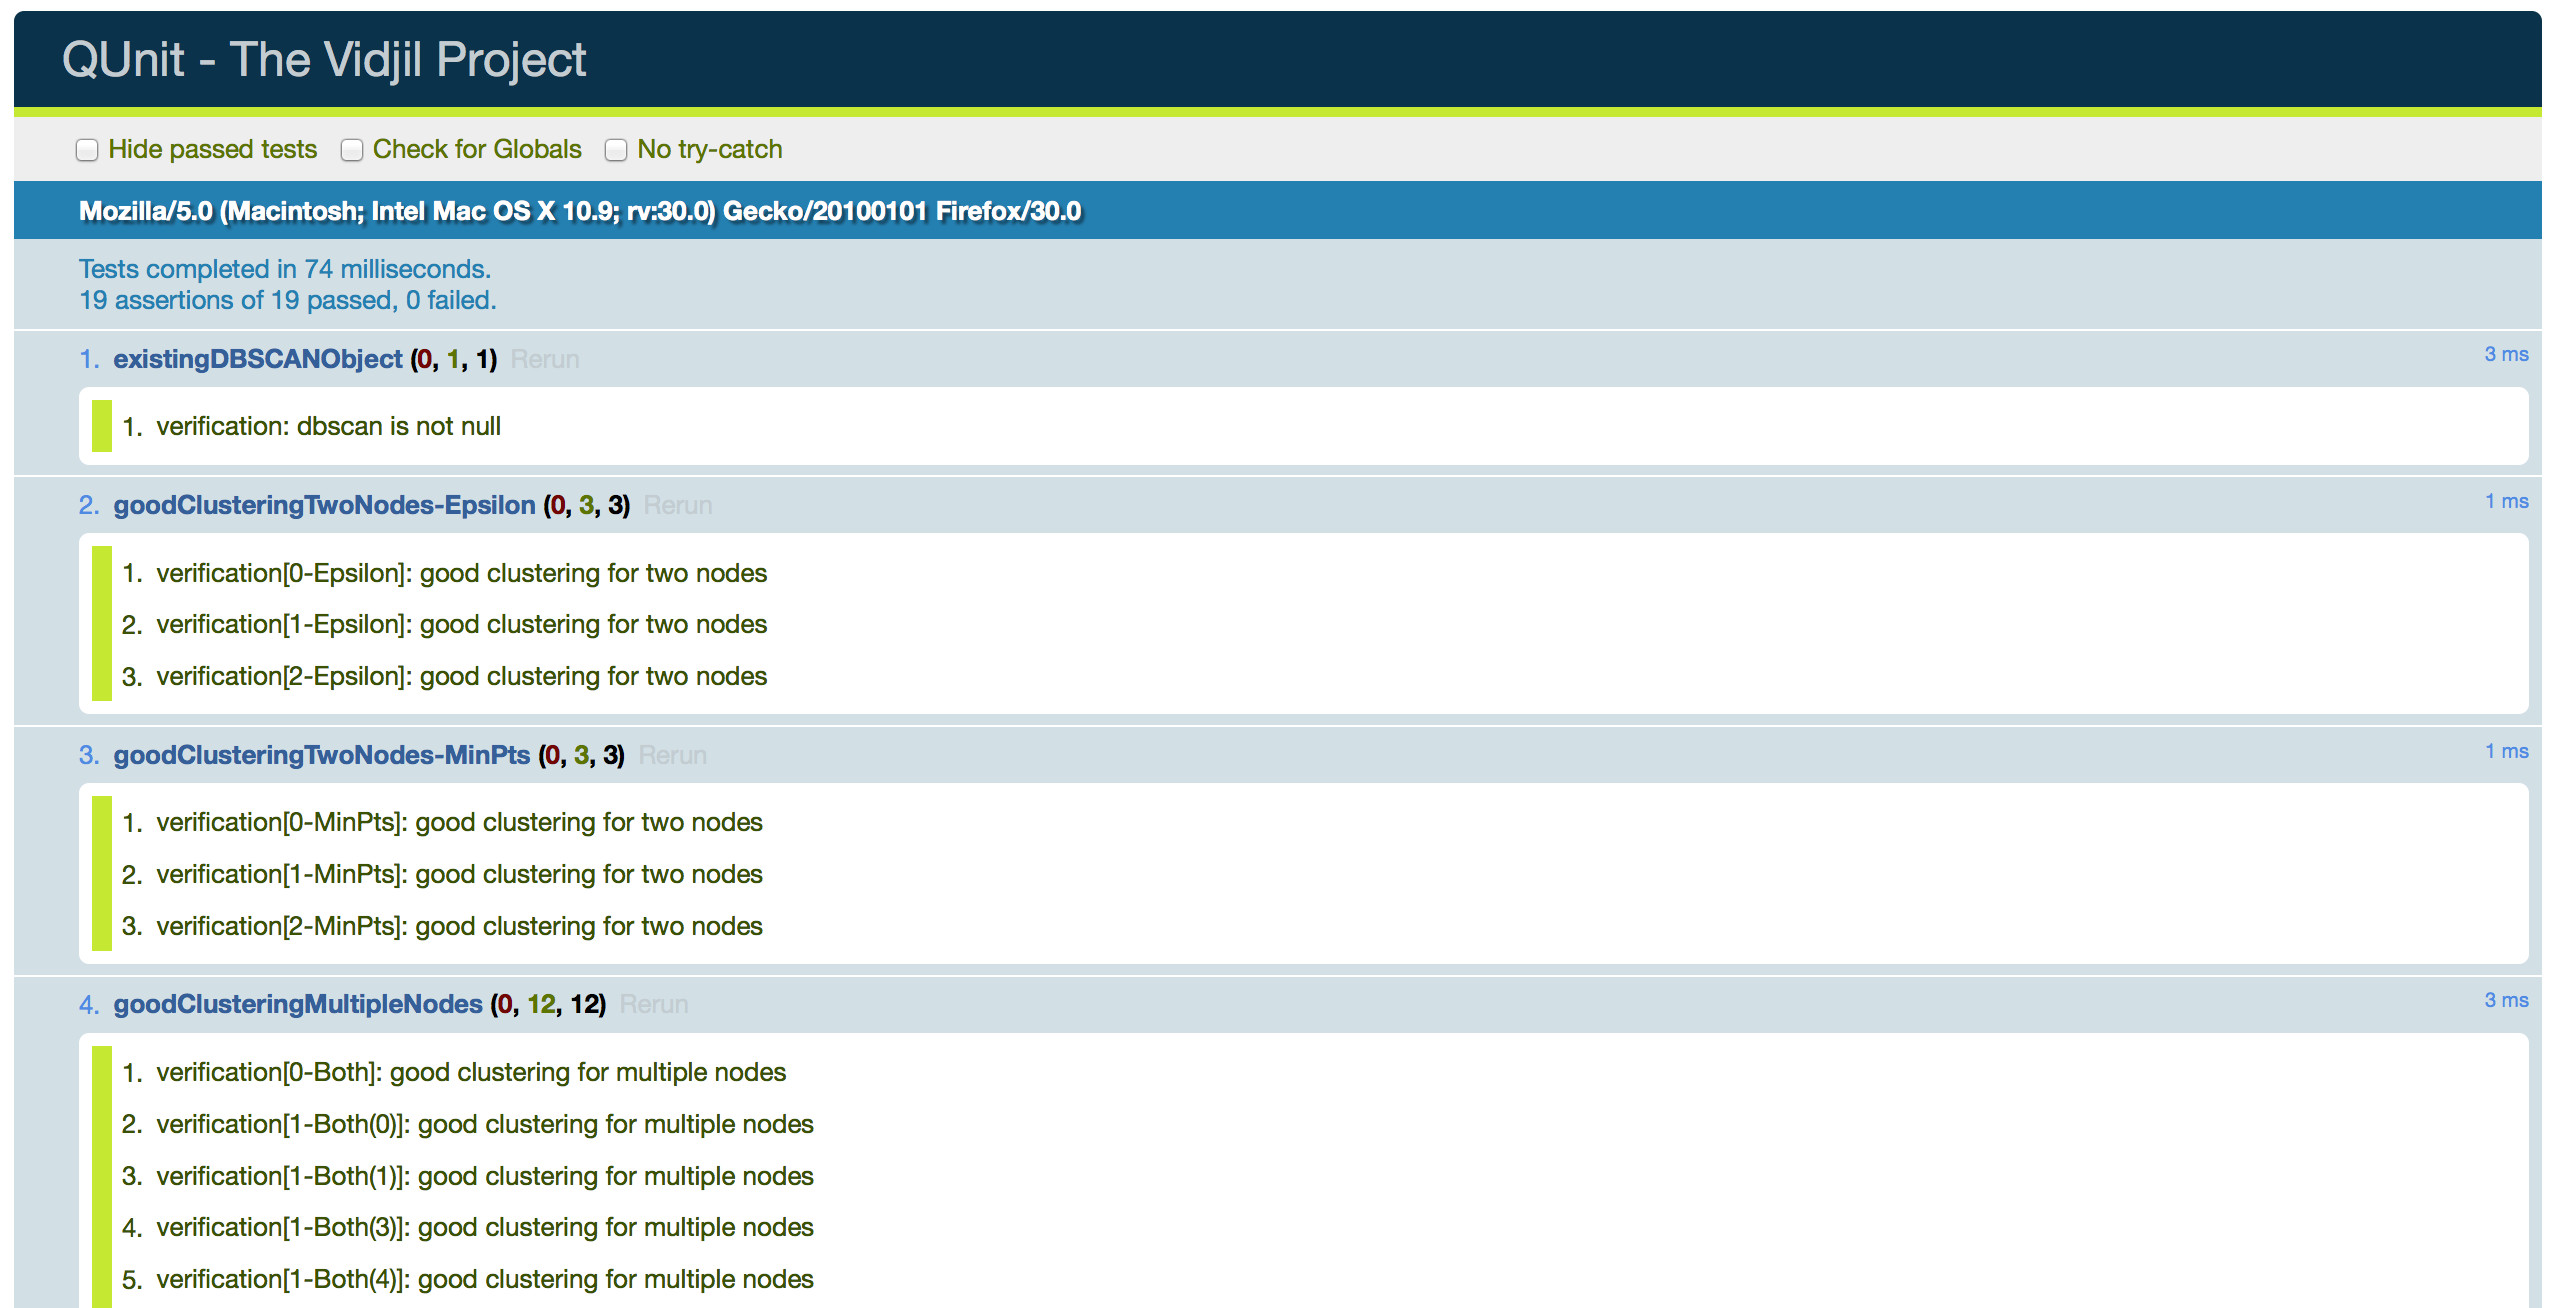 QUnit - The Vidjil Project
Hide passed tests Check for Globals No try-catch
Mozilla/5.0 (Macintosh; Intel Mac OS X 10.9; rv:30.0) Gecko/20100101 Firefox/30.0
Tests completed in 74 milliseconds.
19 assertions of 19 passed, 0 failed.
1. existingDBSCANObject (0, 1, 1) Rerun 3 ms
1. verification: dbscan is not null
2. goodClusteringTwoNodes-Epsilon (0, 3, 3) Rerun 1 ms
1. verification[0-Epsilon]: good clustering for two nodes
2. verification[1-Epsilon]: good clustering for two nodes
3. verification[2-Epsilon]: good clustering for two nodes
3. goodClusteringTwoNodes-MinPts (0, 3, 3) Rerun 1 ms
1. verification[0-MinPts]: good clustering for two nodes
2. verification[1-MinPts]: good clustering for two nodes
3. verification[2-MinPts]: good clustering for two nodes
4. goodClusteringMultipleNodes (0, 12, 12) Rerun 3 ms
1. verification[0-Both]: good clustering for multiple nodes
2. verification[1-Both(0)]: good clustering for multiple nodes
3. verification[1-Both(1)]: good clustering for multiple nodes
4. verification[1-Both(3)]: good clustering for multiple nodes
5. verification[1-Both(4)]: good clustering for multiple nodes